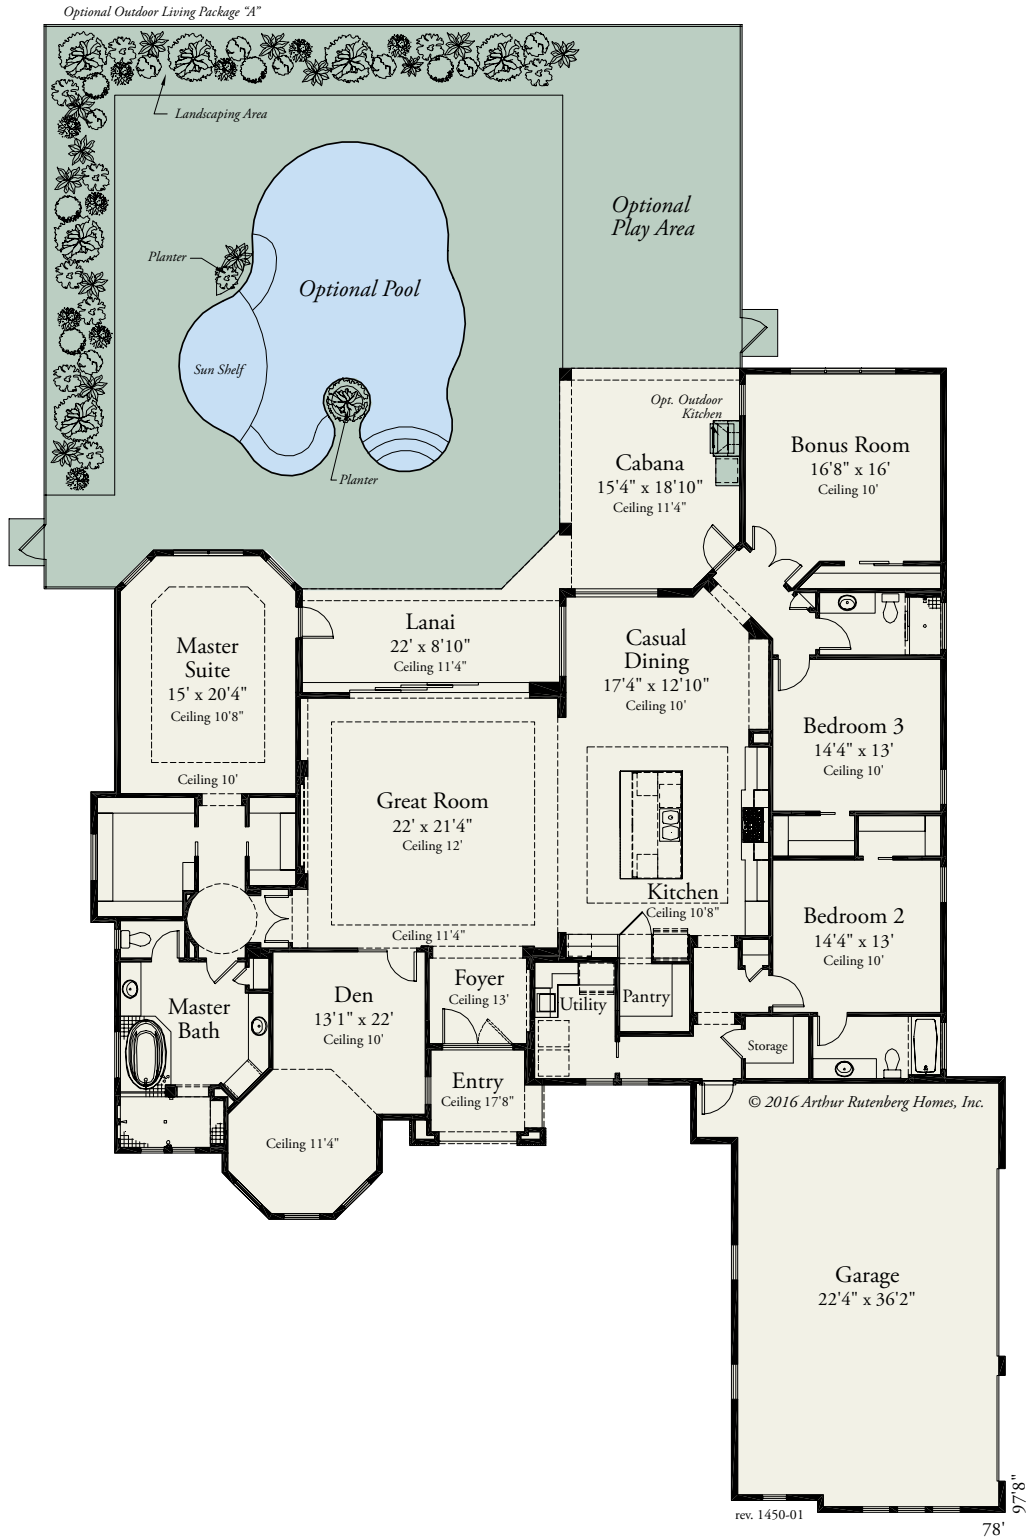 Optional Outdoor Living Package “A”
Landscaping Area
Optional
Play Area
Planter
Optional Pool
Sun Shelf
Planter
Opt. Outdoor
Kitchen
Cabana
15'4" x 18'10"
Ceiling 11'4"
Bonus Room
16'8" x 16'
Ceiling 10'
Lanai
22' x 8'10"
Ceiling 11'4"
Casual
Dining
17'4" x 12'10"
Ceiling 10'
Master
Suite
15' x 20'4"
Ceiling 10'8"
Ceiling 10'
Bedroom 3
14'4" x 13'
Ceiling 10'
Great Room
22' x 21'4"
Ceiling 12'
Ceiling 11'4"
Kitchen
Ceiling 10'8"
Bedroom 2
14'4" x 13'
Ceiling 10'
Master
Bath
Den
13'1" x 22'
Ceiling 10'
Ceiling 11'4"
Foyer
Ceiling 13'
Utility
Pantry
Storage
Entry
Ceiling 17'8"
© 2016 Arthur Rutenberg Homes, Inc.
Garage
22'4" x 36'2"
rev. 1450-01
97'8"
78'